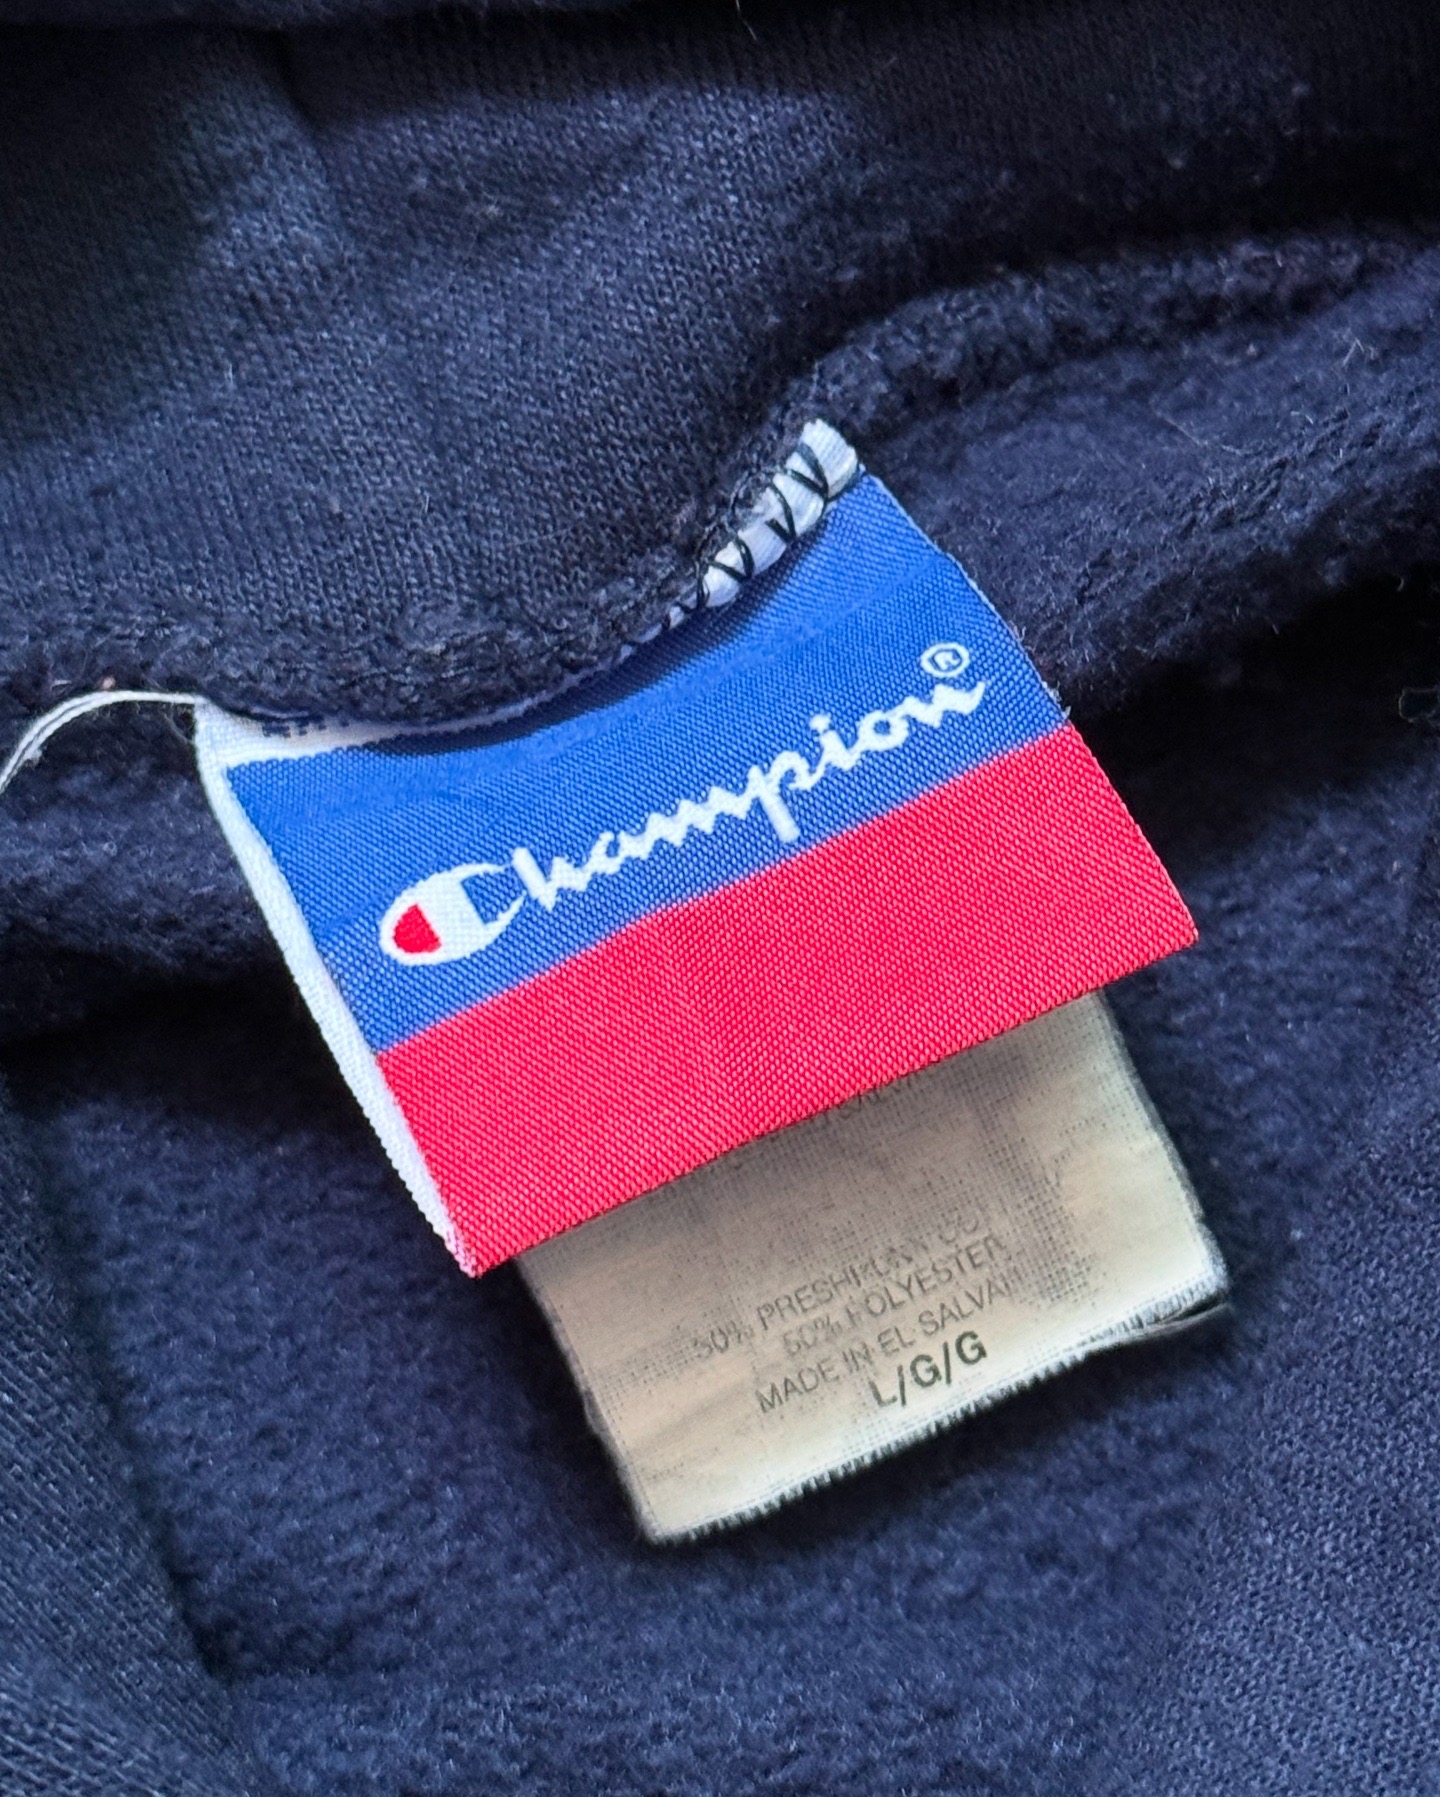 Champion®
50% PRESHRUNK CO
50% POLYESTER
MADE IN EL SALVA
L/G/G